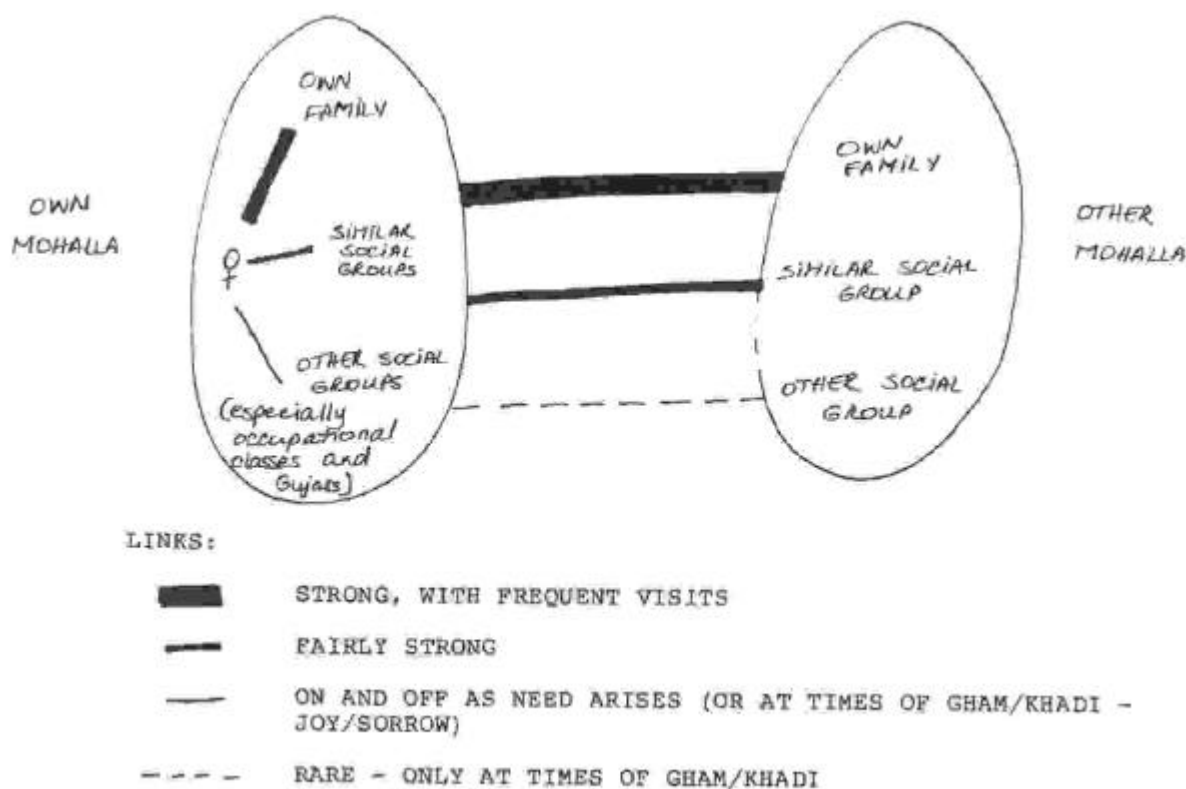 OWN
FAMILY
OWN
MOHALLA
SIMILAR
SOCIAL
GROUPS
OTHER SOCIAL
GROUPS
(especially
occupational
classes and
Gujars)
OWN
FAMILY
SIMILAR SOCIAL
GROUP
OTHER SOCIAL
GROUP
OTHER
MOHALLA
LINKS:
STRONG, WITH FREQUENT VISITS
FAIRLY STRONG
ON AND OFF AS NEED ARISES (OR AT TIMES OF GHAM/KHADI -
JOY/SORROW)
RARE - ONLY AT TIMES OF GHAM/KHADI